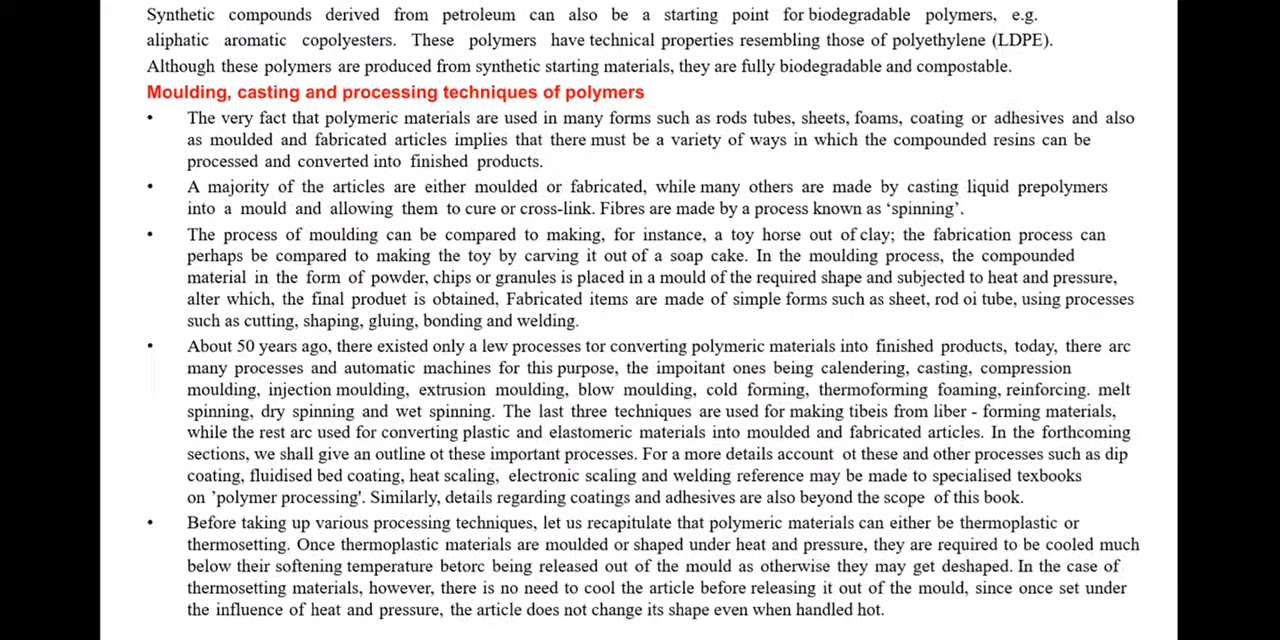 Synthetic compounds derived from petroleum can also be a starting point for biodegradable polymers, e.g.
aliphatic aromatic copolyesters. These polymers have technical properties resembling those of polyethylene (LDPE).
Although these polymers are produced from synthetic starting materials, they are fully biodegradable and compostable.
Moulding, casting and processing techniques of polymers
• The very fact that polymeric materials are used in many forms such as rods tubes, sheets, foams, coating or adhesives and also
as moulded and fabricated articles implies that there must be a variety of ways in which the compounded resins can be
processed and converted into finished products.
• A majority of the articles are either moulded or fabricated, while many others are made by casting liquid prepolymers
into a mould and allowing them to cure or cross-link. Fibres are made by a process known as ‘spinning’.
• The process of moulding can be compared to making, for instance, a toy horse out of clay; the fabrication process can
perhaps be compared to making the toy by carving it out of a soap cake. In the moulding process, the compounded
material in the form of powder, chips or granules is placed in a mould of the required shape and subjected to heat and pressure,
alter which, the final produet is obtained, Fabricated items are made of simple forms such as sheet, rod oi tube, using processes
such as cutting, shaping, gluing, bonding and welding.
• About 50 years ago, there existed only a lew processes tor converting polymeric materials into finished products, today, there arc
many processes and automatic machines for this purpose, the impoitant ones being calendering, casting, compression
moulding, injection moulding, extrusion moulding, blow moulding, cold forming, thermoforming foaming, reinforcing. melt
spinning, dry spinning and wet spinning. The last three techniques are used for making tibeis from liber - forming materials,
while the rest arc used for converting plastic and elastomeric materials into moulded and fabricated articles. In the forthcoming
sections, we shall give an outline ot these important processes. For a more details account ot these and other processes such as dip
coating, fluidised bed coating, heat scaling, electronic scaling and welding reference may be made to specialised texbooks
on ’polymer processing'. Similarly, details regarding coatings and adhesives are also beyond the scope of this book.
• Before taking up various processing techniques, let us recapitulate that polymeric materials can either be thermoplastic or
thermosetting. Once thermoplastic materials are moulded or shaped under heat and pressure, they are required to be cooled much
below their softening temperature betorc being released out of the mould as otherwise they may get deshaped. In the case of
thermosetting materials, however, there is no need to cool the article before releasing it out of the mould, since once set under
the influence of heat and pressure, the article does not change its shape even when handled hot.